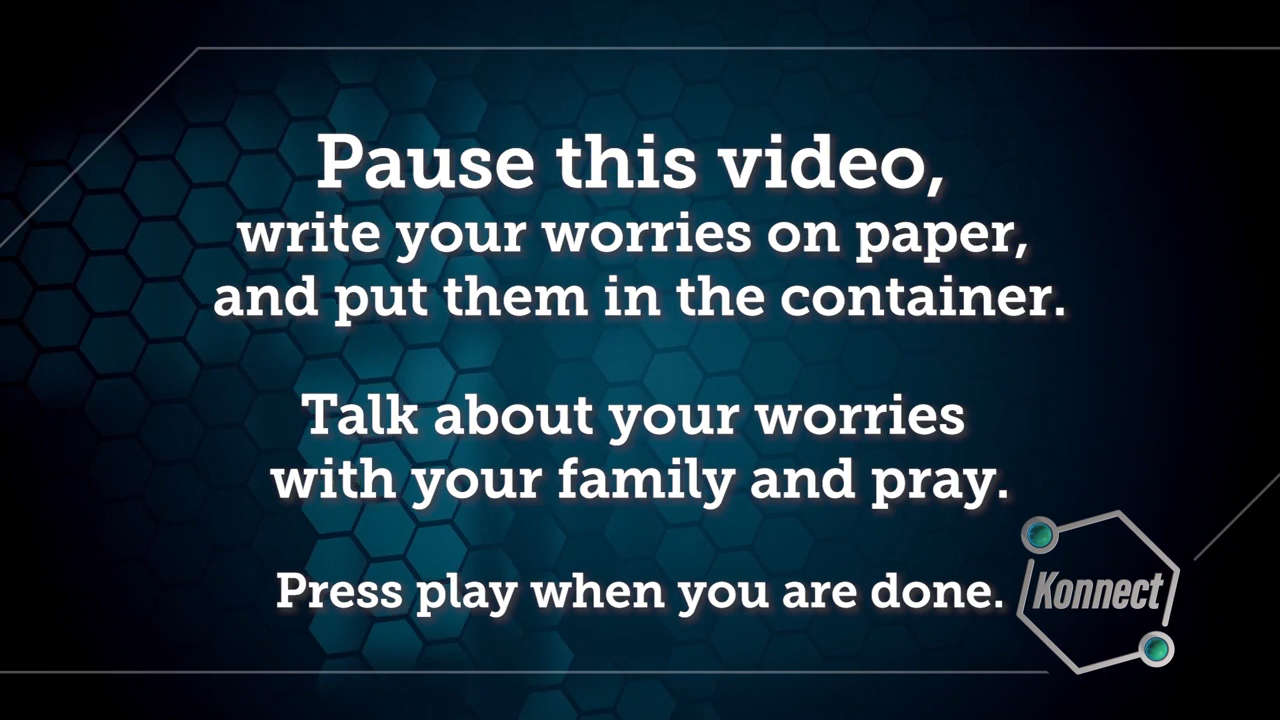 Pause this video,
write your worries on paper,
and put them in the container.
Talk about your worries
with your family and pray.
Press play when you are done.
Konnect